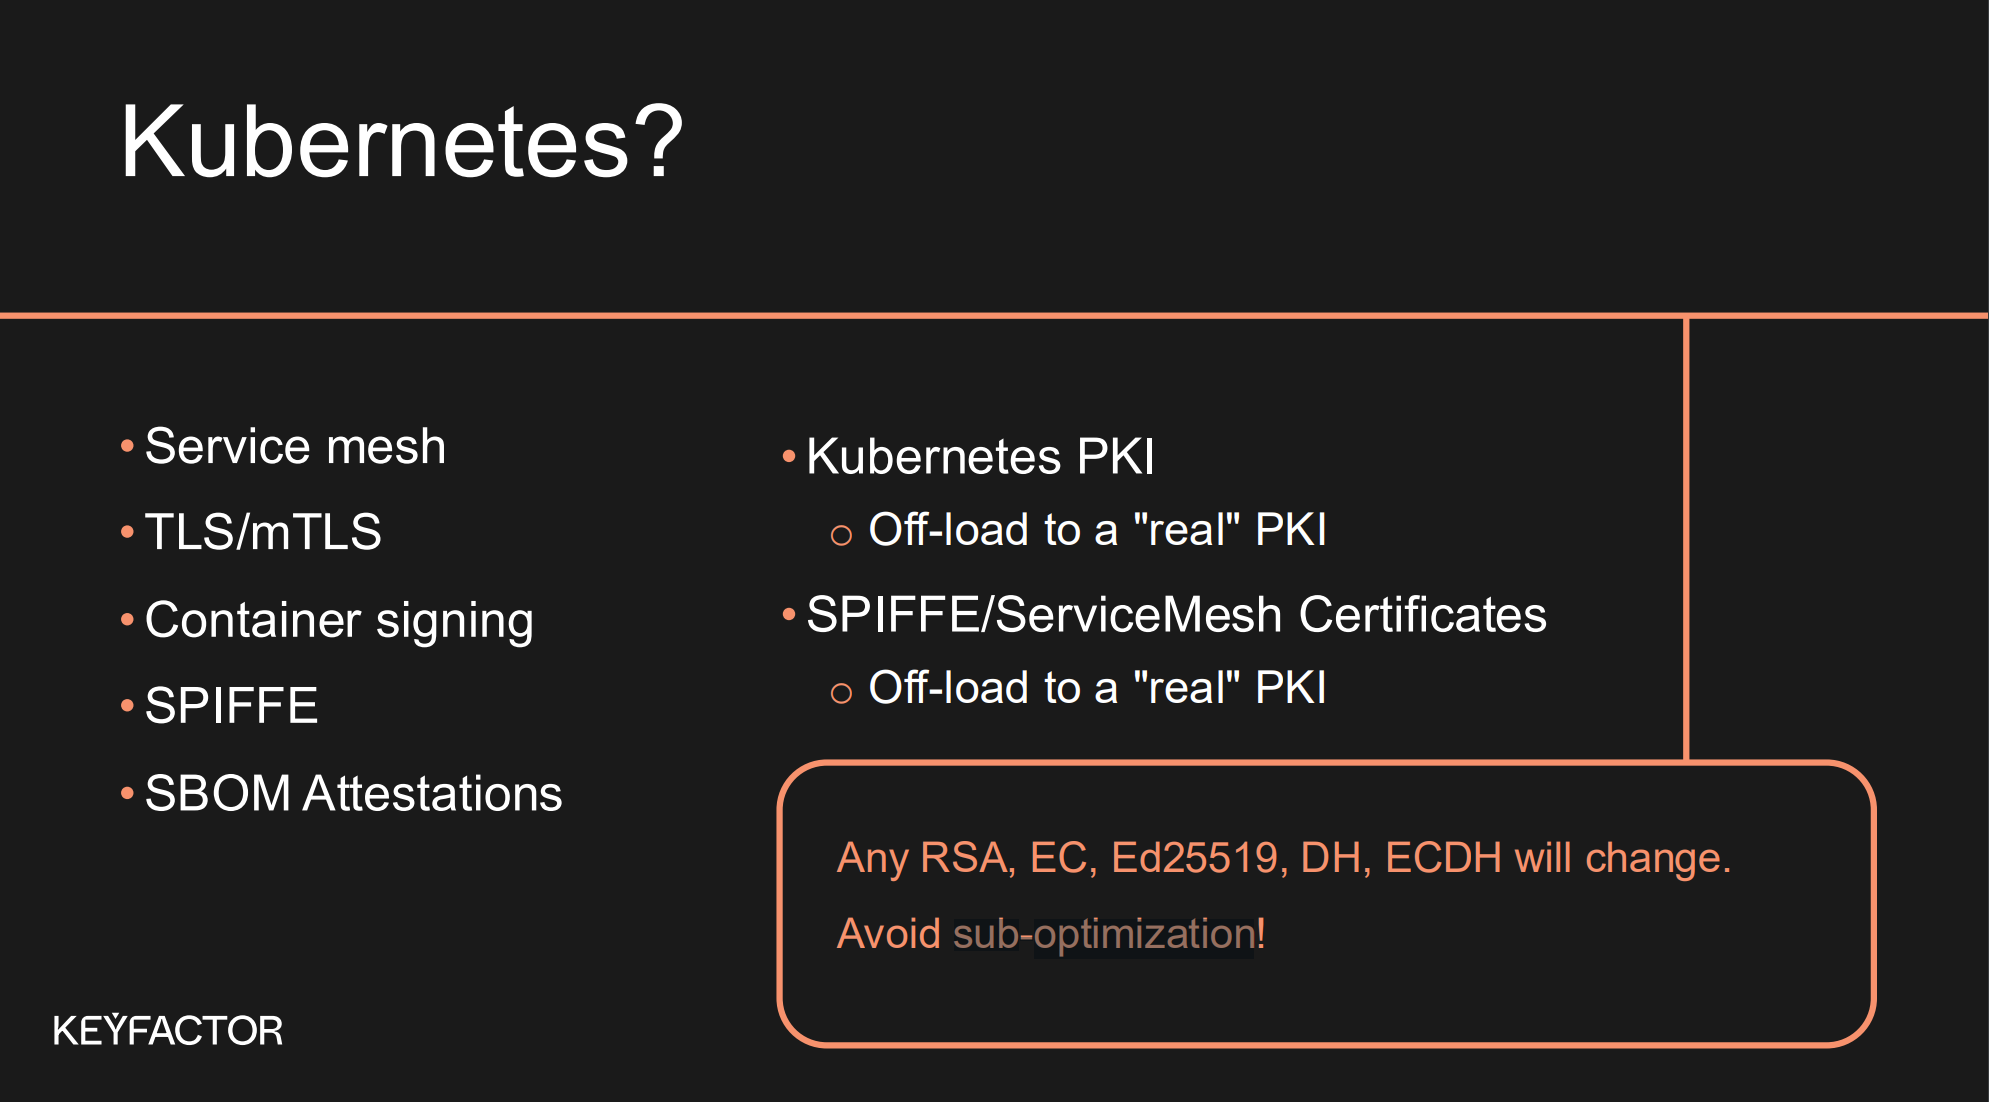 Kubernetes?
• Service mesh
• TLS/mTLS
• Container signing
• SPIFFE
• SBOM Attestations
• Kubernetes PKI
o Off-load to a "real" PKI
• SPIFFE/ServiceMesh Certificates
o Off-load to a "real" PKI
Any RSA, EC, Ed25519, DH, ECDH will change.
Avoid sub-optimization!
KEYFACTOR